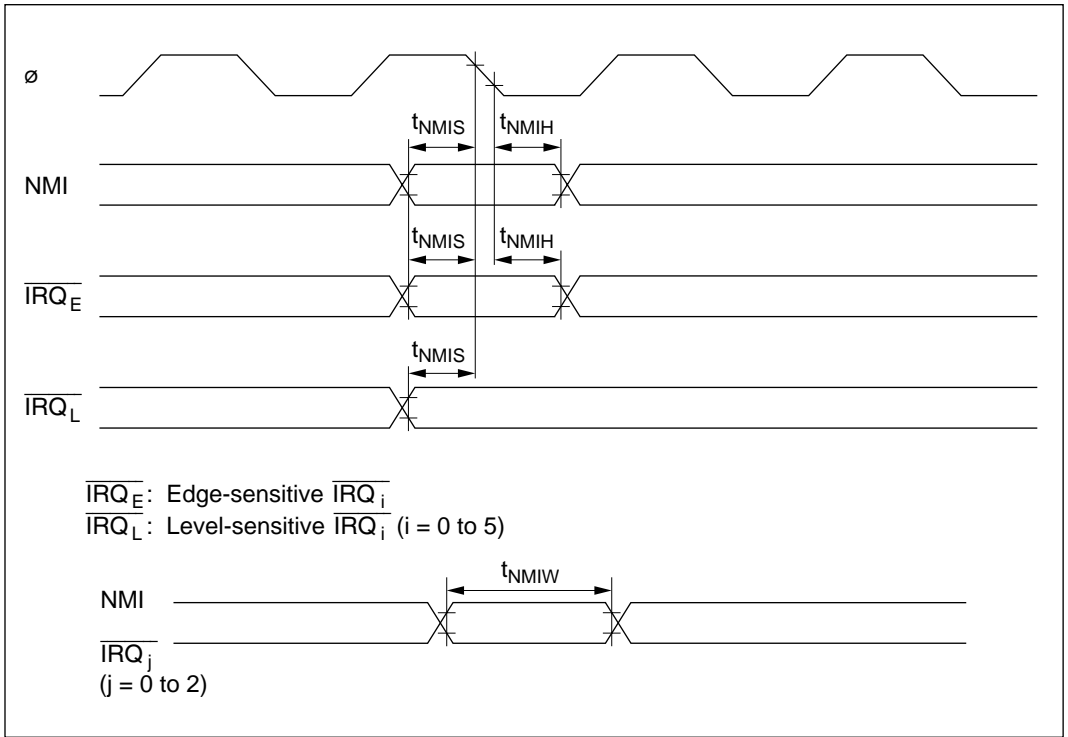 ø
tNMIS tNMIH
NMI
tNMIS tNMIH
IRQE
tNMIS
IRQL
IRQE: Edge-sensitive IRQi
IRQL: Level-sensitive IRQi (i = 0 to 5)
tNMIW
NMI
IRQj
(j = 0 to 2)